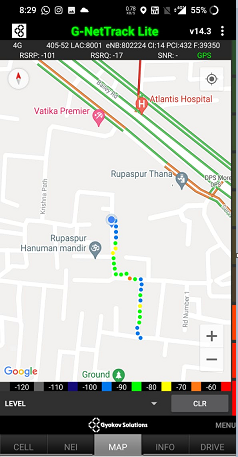 8:29
0.78
KB/S
55%
G-NetTrack Lite
v14.3
4G 405-52 LAC:8001 eNB:802224 CI:14 PCI:432 F:39350
RSRP: -101 RSRQ: -17 SNR: - GPS
Atlantis Hospital
Vatika Premier
Rupaspur Thana
DPS More
Krishna Path
Rupaspur
Hanuman mandir
Rd Number 1
+
−
Google
Ground
-120 -110 -100 -90 -80 -70 -60
LEVEL
CLR
Gyokov Solutions
MENU
CELL NEI MAP INFO DRIVE